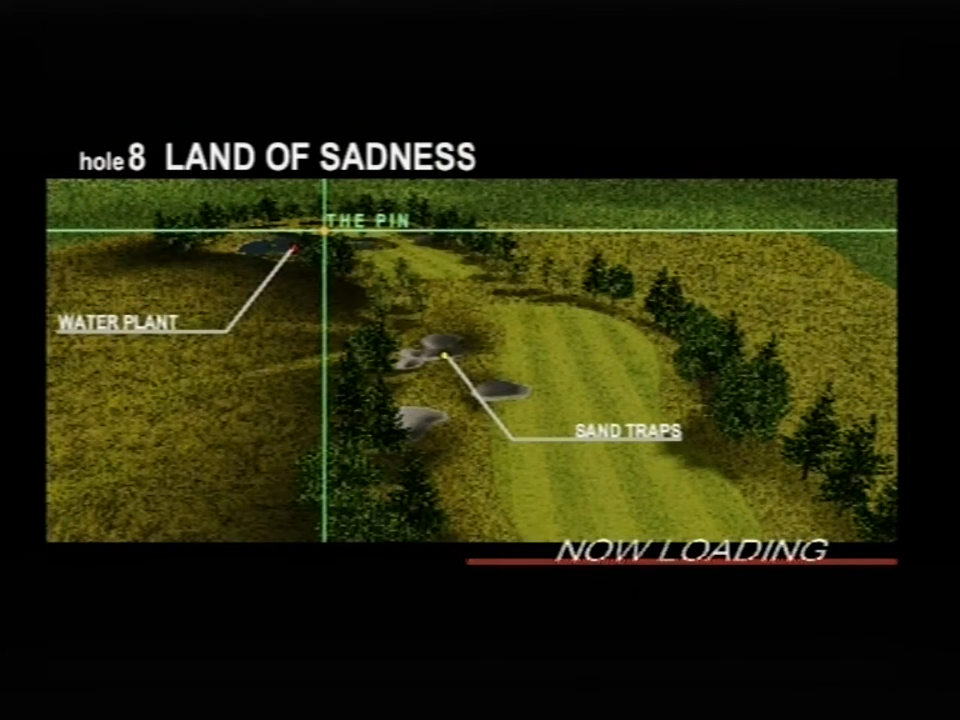 hole 8 LAND OF SADNESS
THE PIN
WATER PLANT
SAND TRAPS
NOW LOADING